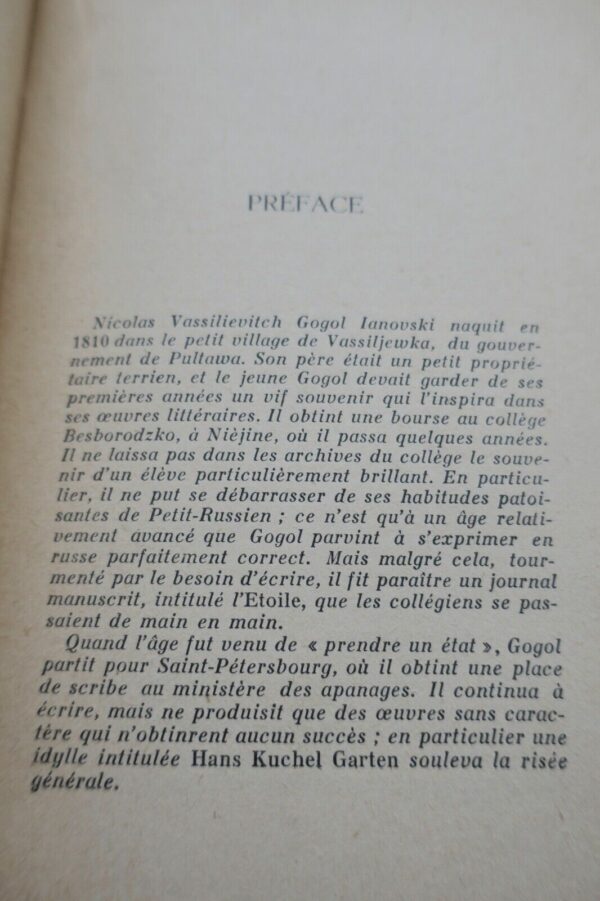 PRÉFACE
Nicolas Vassilievitch Gogol Ianovski naquit en
1810 dans le petit village de Vassiljewka, du gouver-
nement de Pultawa. Son père était un petit proprié-
taire terrien, et le jeune Gogol devait garder de ses
premières années un vif souvenir qui l'inspira dans
ses œuvres littéraires. Il obtint une bourse au collège
Besborodzko, à Nièjine, où il passa quelques années.
Il ne laissa pas dans les archives du collège le souve-
nir d'un élève particulièrement brillant. En particu-
lier, il ne put se débarrasser de ses habitudes patoi-
santes de Petit-Russien ; ce n'est qu'à un âge relati-
vement avancé que Gogol parvint à s'exprimer en
russe parfaitement correct. Mais malgré cela, tour-
menté par le besoin d'écrire, il fit paraître un journal
manuscrit, intitulé l'Etoile, que les collégiens se pas-
saient de main en main.
Quand l'âge fut venu de « prendre un état », Gogol
partit pour Saint-Pétersbourg, où il obtint une place
de scribe au ministère des apanages. Il continua à
écrire, mais ne produisit que des œuvres sans carac-
tère qui n'obtinrent aucun succès ; en particulier une
idylle intitulée Hans Kuchel Garten souleva la risée
générale.